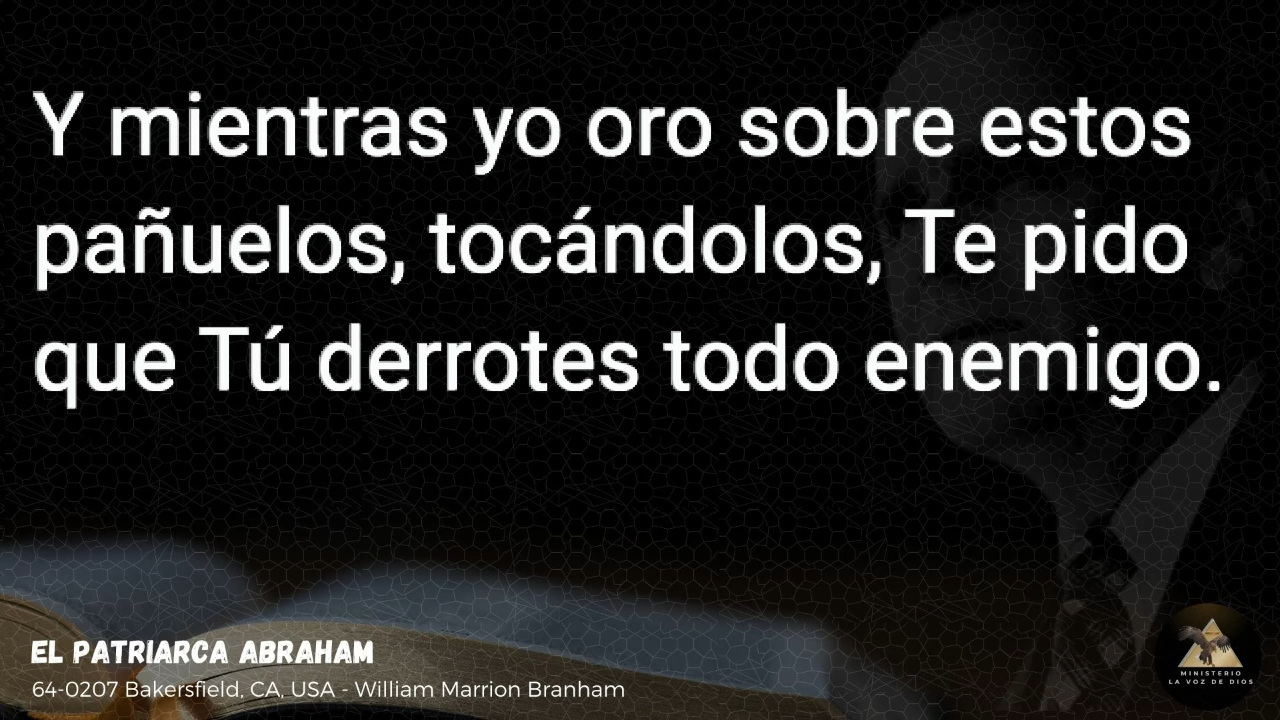 Y mientras yo oro sobre estos
pañuelos, tocándolos, Te pido
que Tú derrotes todo enemigo.
EL PATRIARCA ABRAHAM
64-0207 Bakersfield, CA, USA - William Marrion Branham
MINISTERIO
LA VOZ DE DIOS